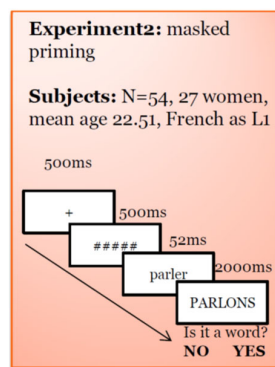 Experiment2: masked
priming
Subjects: N=54, 27 women,
mean age 22.51, French as L1
500ms
+
500ms
#####
52ms
parler
2000ms
PARLONS
Is it a word?
NO YES